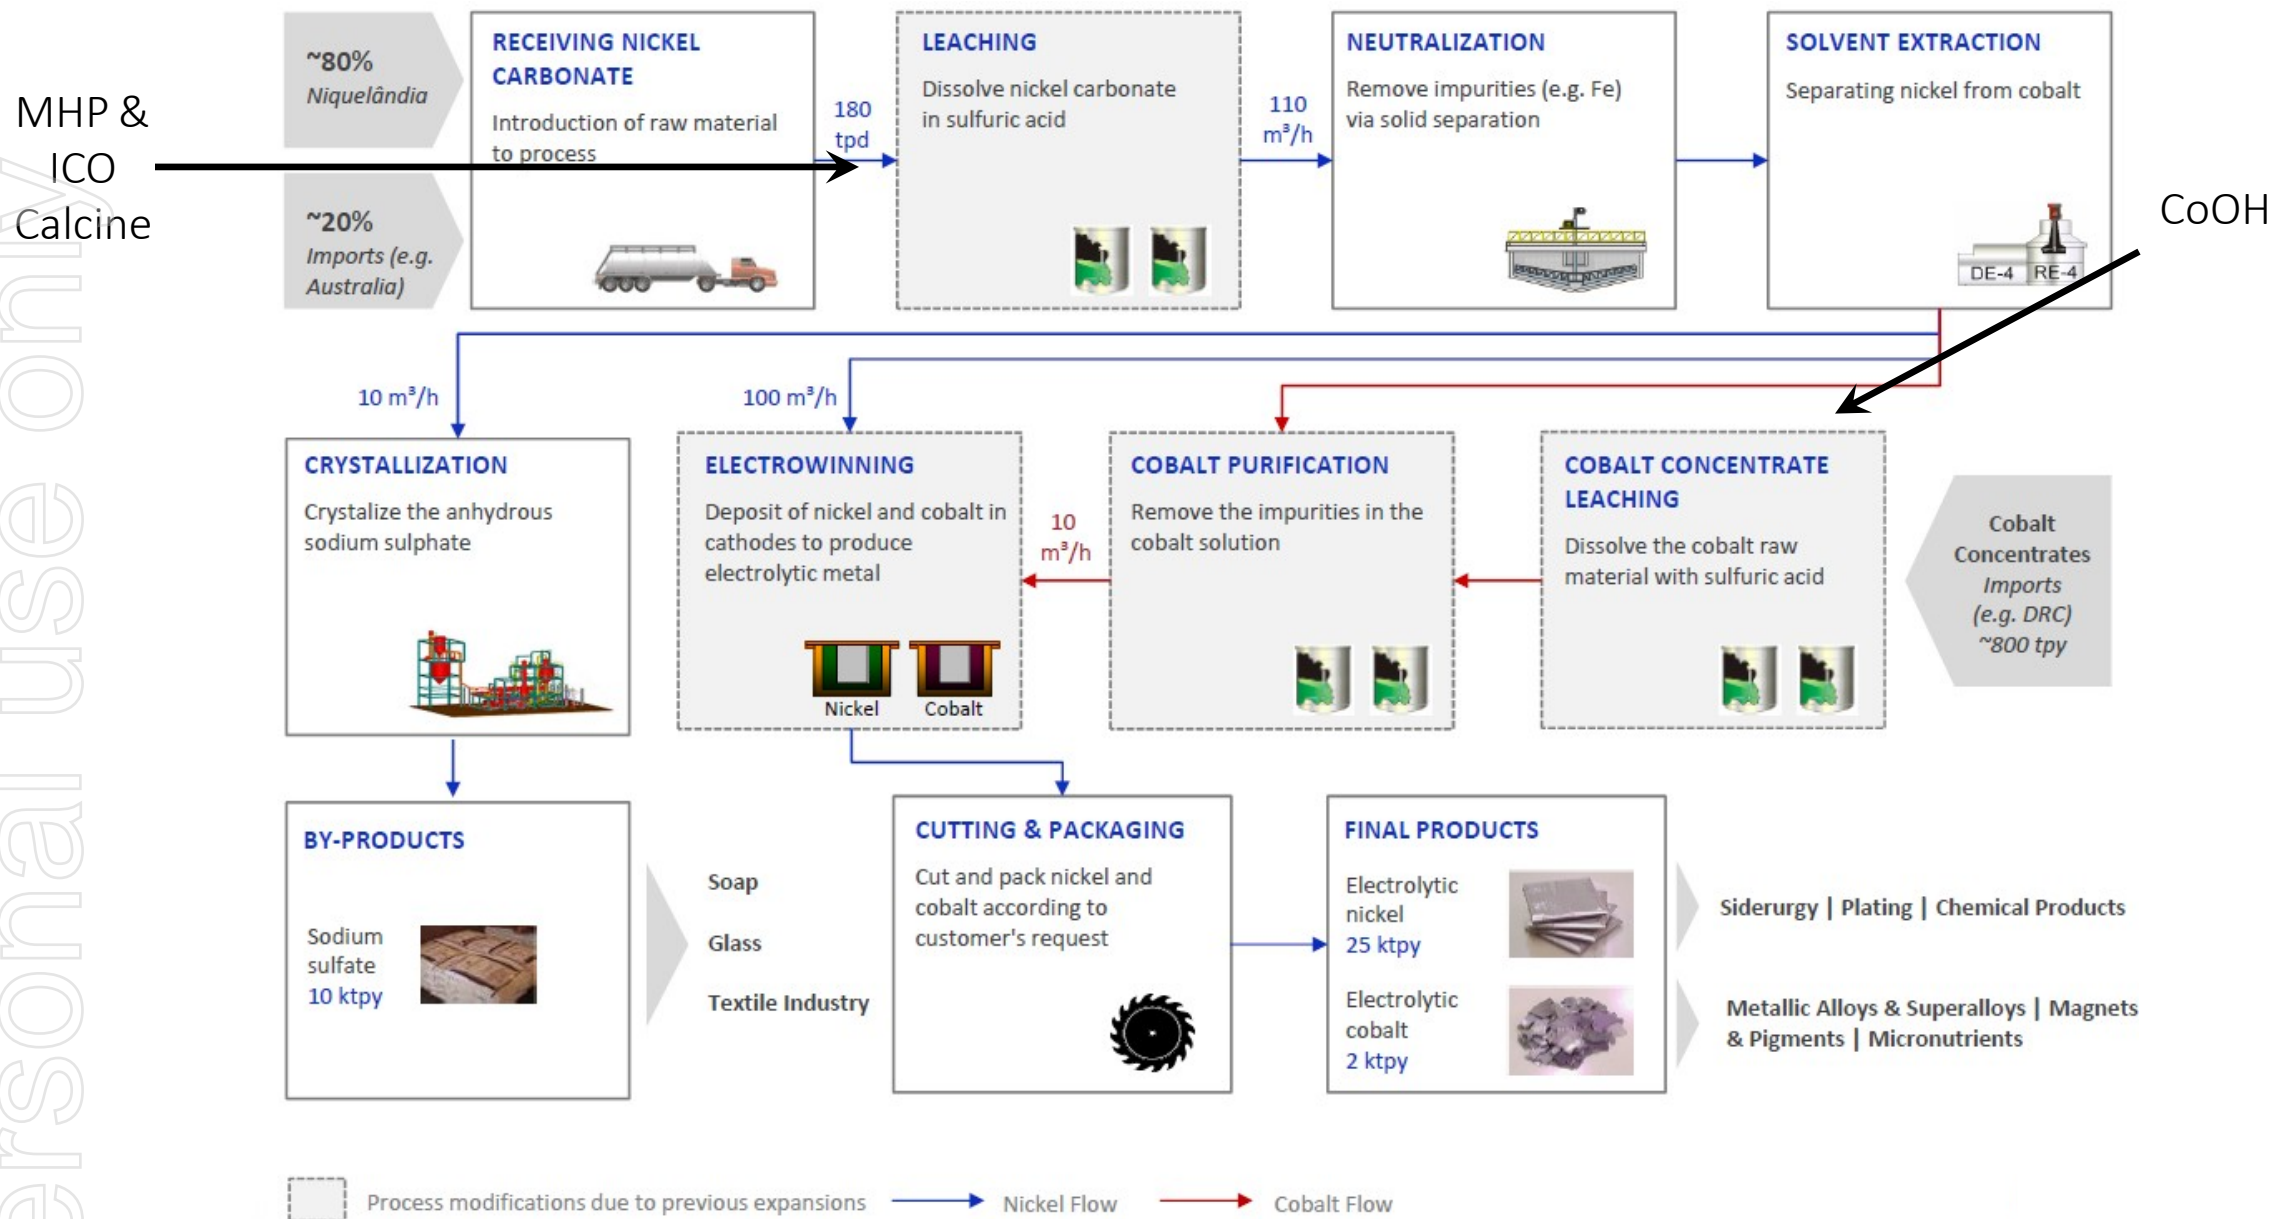 MHP &
ICO
Calcine
~80%
Niquelândia
~20%
Imports (e.g.
Australia)
RECEIVING NICKEL
CARBONATE
Introduction of raw material
to process
180
tpd
LEACHING
Dissolve nickel carbonate
in sulfuric acid
110
m³/h
NEUTRALIZATION
Remove impurities (e.g. Fe)
via solid separation
SOLVENT EXTRACTION
Separating nickel from cobalt
DE-4
RE-4
CoOH
10 m³/h
100 m³/h
CRYSTALLIZATION
Crystalize the anhydrous
sodium sulphate
ELECTROWINNING
Deposit of nickel and cobalt in
cathodes to produce
electrolytic metal
Nickel
Cobalt
10
m³/h
COBALT PURIFICATION
Remove the impurities in the
cobalt solution
COBALT CONCENTRATE
LEACHING
Dissolve the cobalt raw
material with sulfuric acid
Cobalt
Concentrates
Imports
(e.g. DRC)
~800 tpy
BY-PRODUCTS
Sodium
sulfate
10 ktpy
Soap
Glass
Textile Industry
CUTTING & PACKAGING
Cut and pack nickel and
cobalt according to
customer's request
FINAL PRODUCTS
Electrolytic
nickel
25 ktpy
Electrolytic
cobalt
2 ktpy
Siderurgy | Plating | Chemical Products
Metallic Alloys & Superalloys | Magnets
& Pigments | Micronutrients
Process modifications due to previous expansions
Nickel Flow
Cobalt Flow
ersonal use only